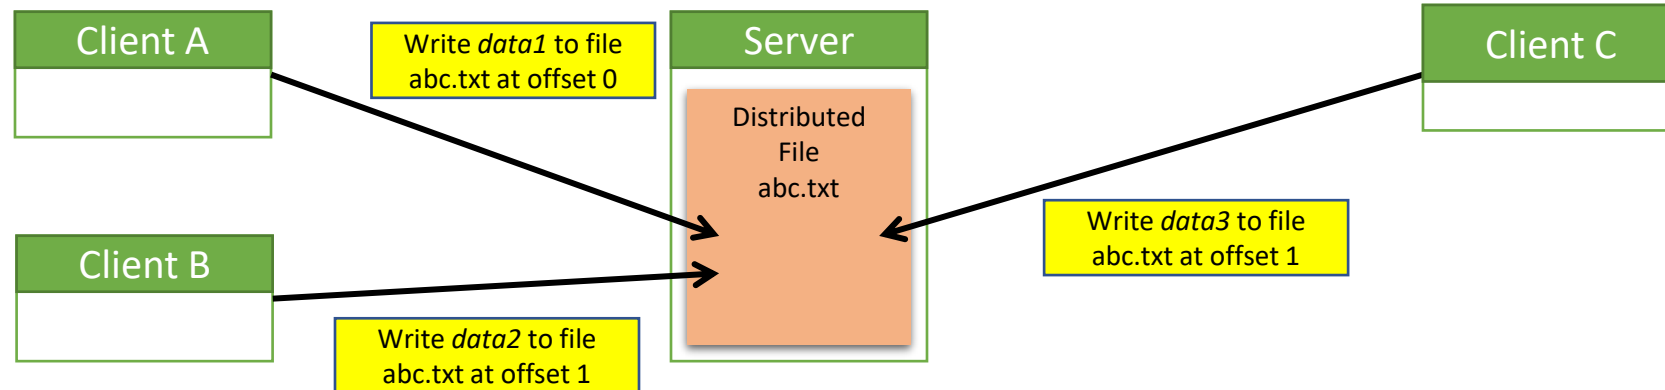 Client A
Write data1 to file
abc.txt at offset 0
Server
Distributed
File
abc.txt
Client C
Write data3 to file
abc.txt at offset 1
Client B
Write data2 to file
abc.txt at offset 1